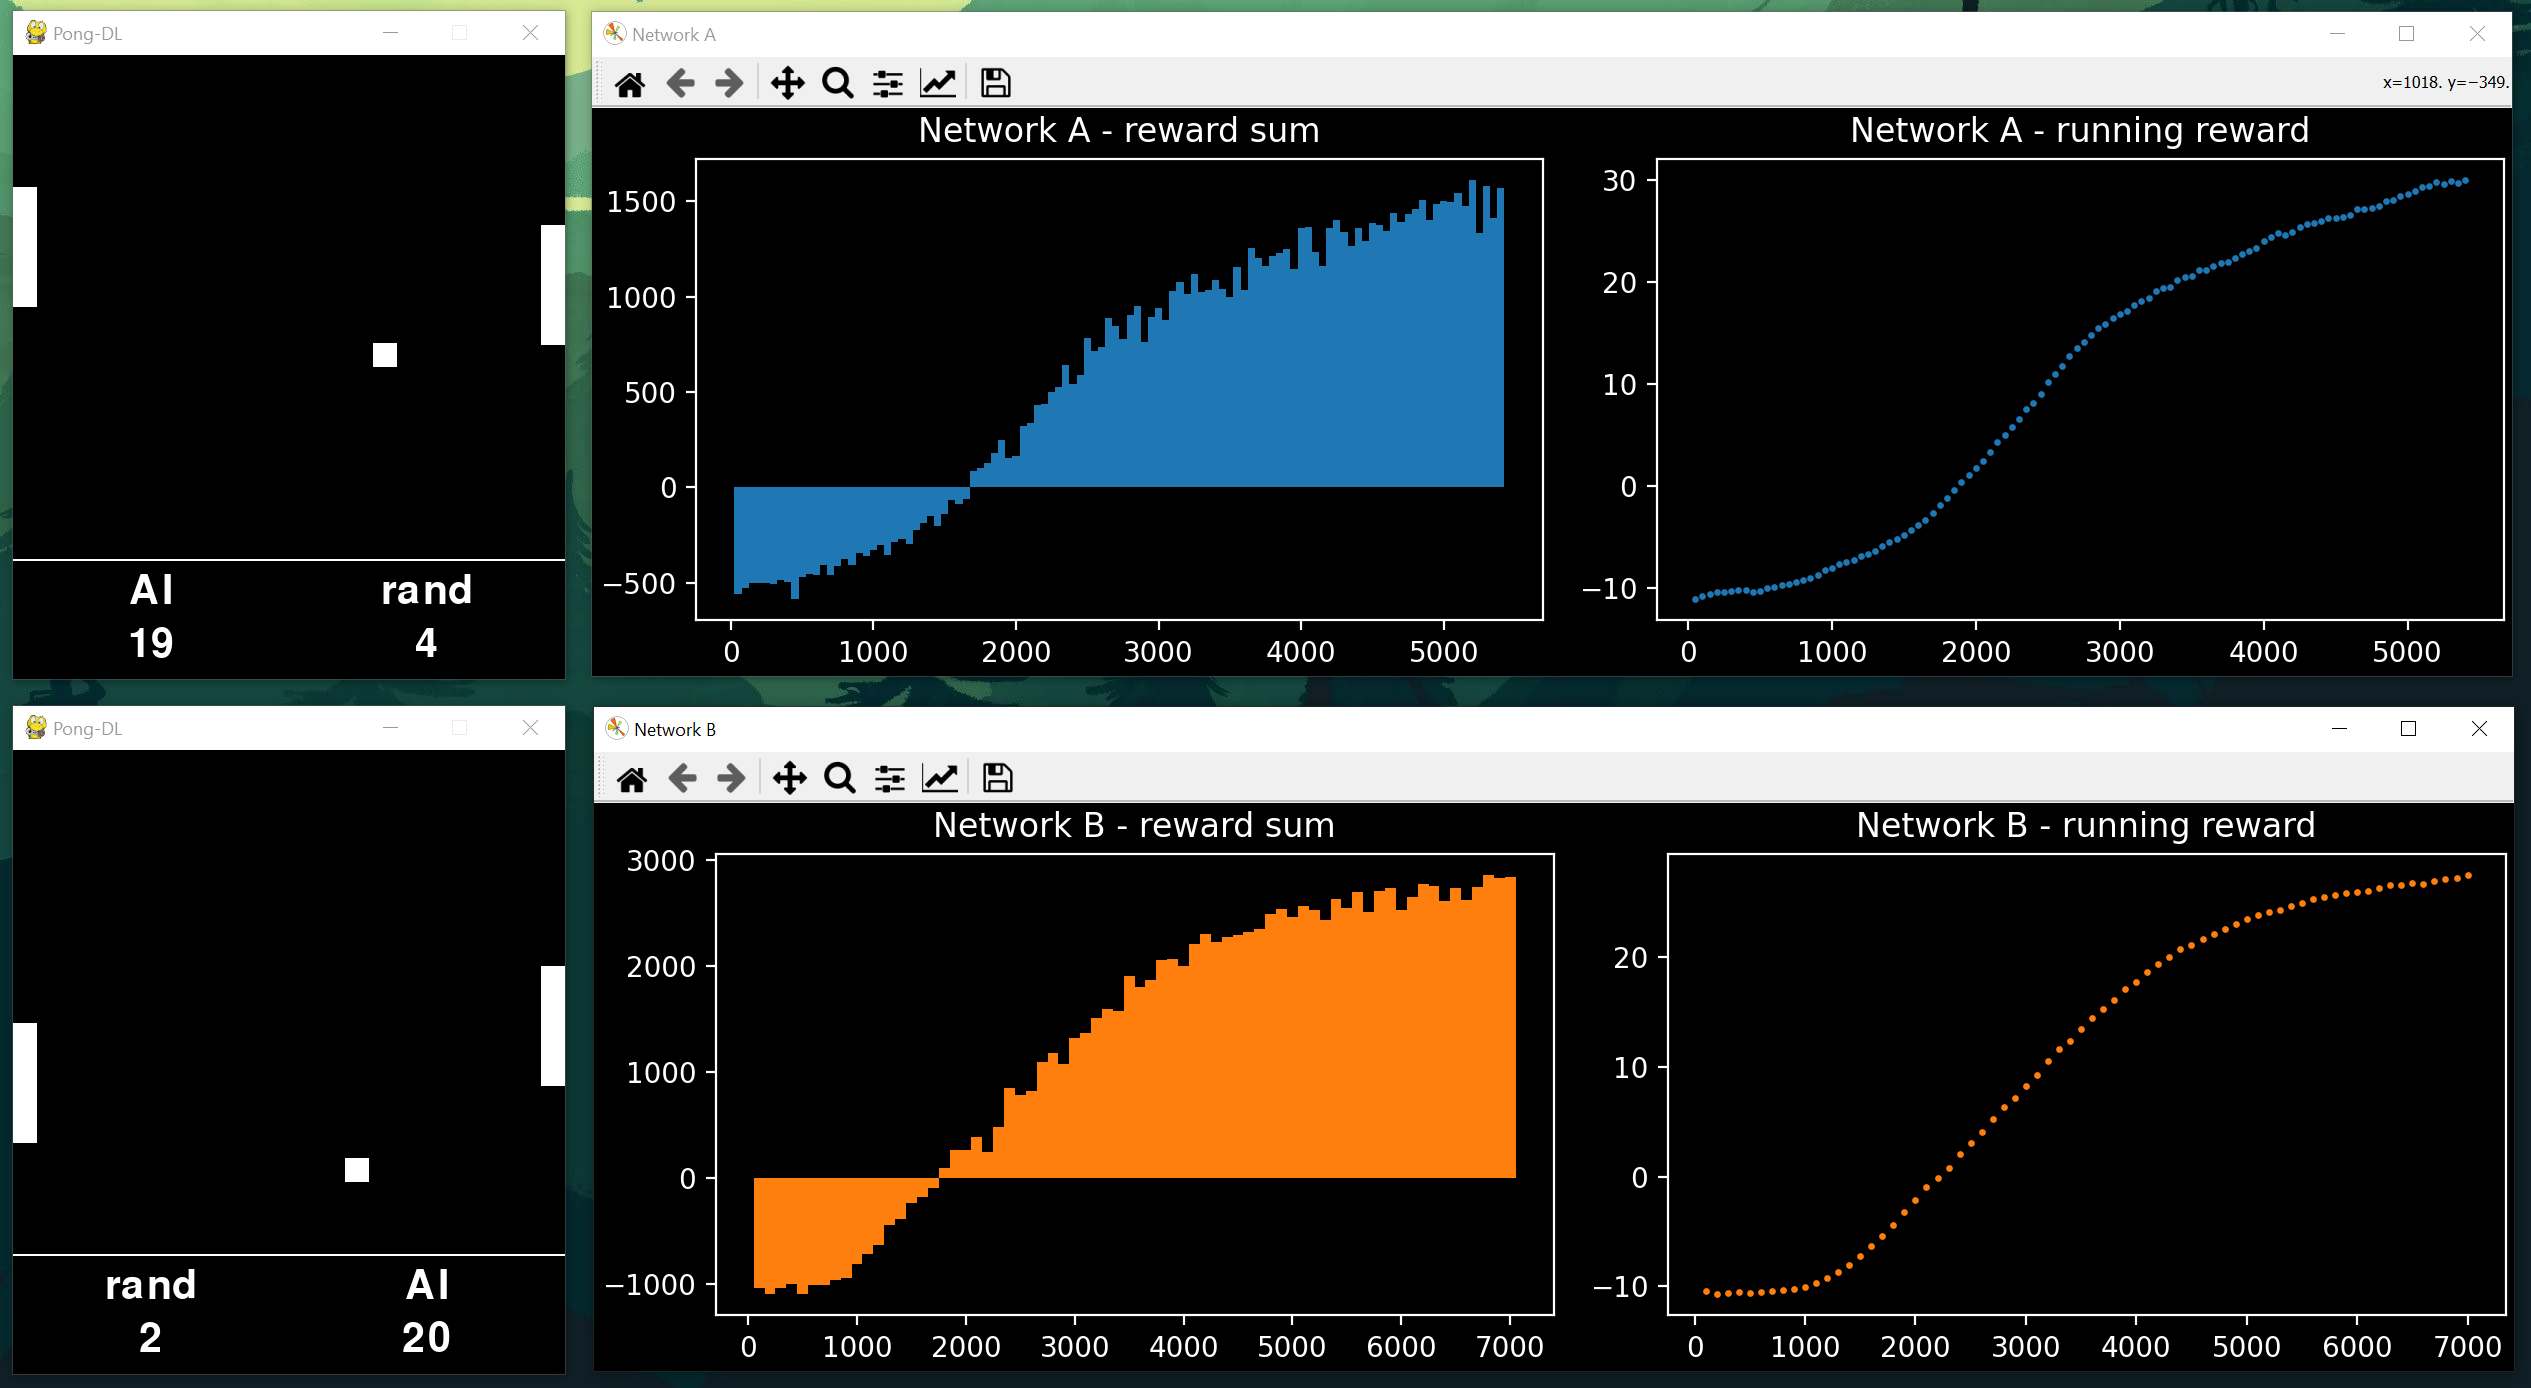 Pong-DL
AI rand
19 4
Network A
x=1018. y=−349.
Network A - reward sum
1500
1000
500
0
−500
0 1000 2000 3000 4000 5000
Network A - running reward
30
20
10
0
−10
0 1000 2000 3000 4000 5000
Pong-DL
rand AI
2 20
Network B
Network B - reward sum
3000
2000
1000
0
−1000
0 1000 2000 3000 4000 5000 6000 7000
Network B - running reward
20
10
0
−10
0 1000 2000 3000 4000 5000 6000 7000